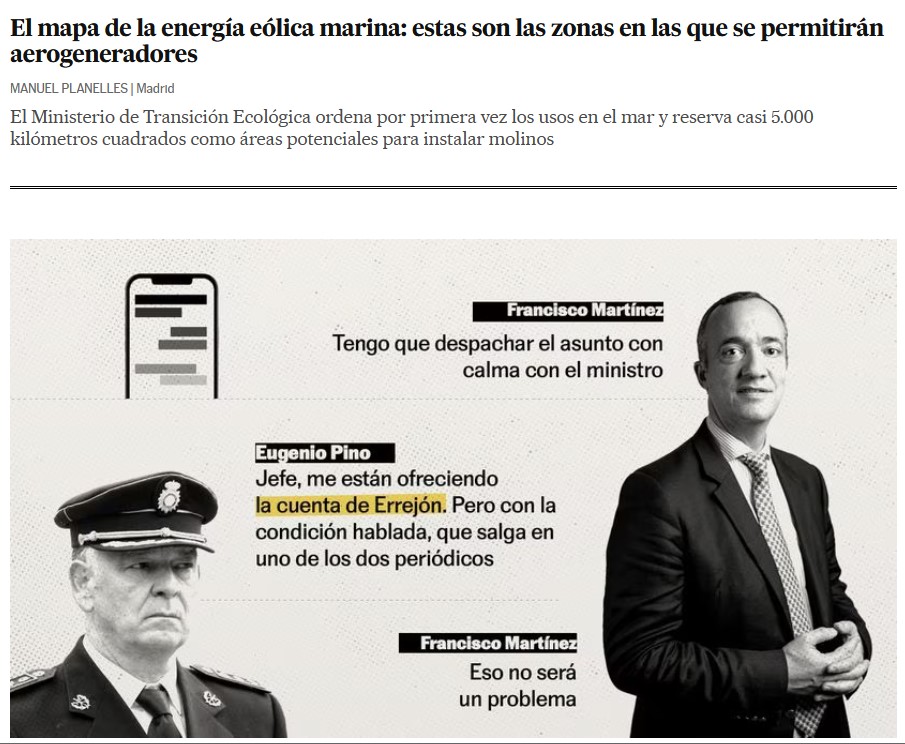 El mapa de la energía eólica marina: estas son las zonas en las que se permitirán
aerogeneradores
MANUEL PLANELLES | Madrid
El Ministerio de Transición Ecológica ordena por primera vez los usos en el mar y reserva casi 5.000
kilómetros cuadrados como áreas potenciales para instalar molinos
Francisco Martínez
Tengo que despachar el asunto con
calma con el ministro
Eugenio Pino
Jefe, me están ofreciendo
la cuenta de Errejón. Pero con la
condición hablada, que salga en
uno de los dos periódicos
Francisco Martínez
Eso no será
un problema